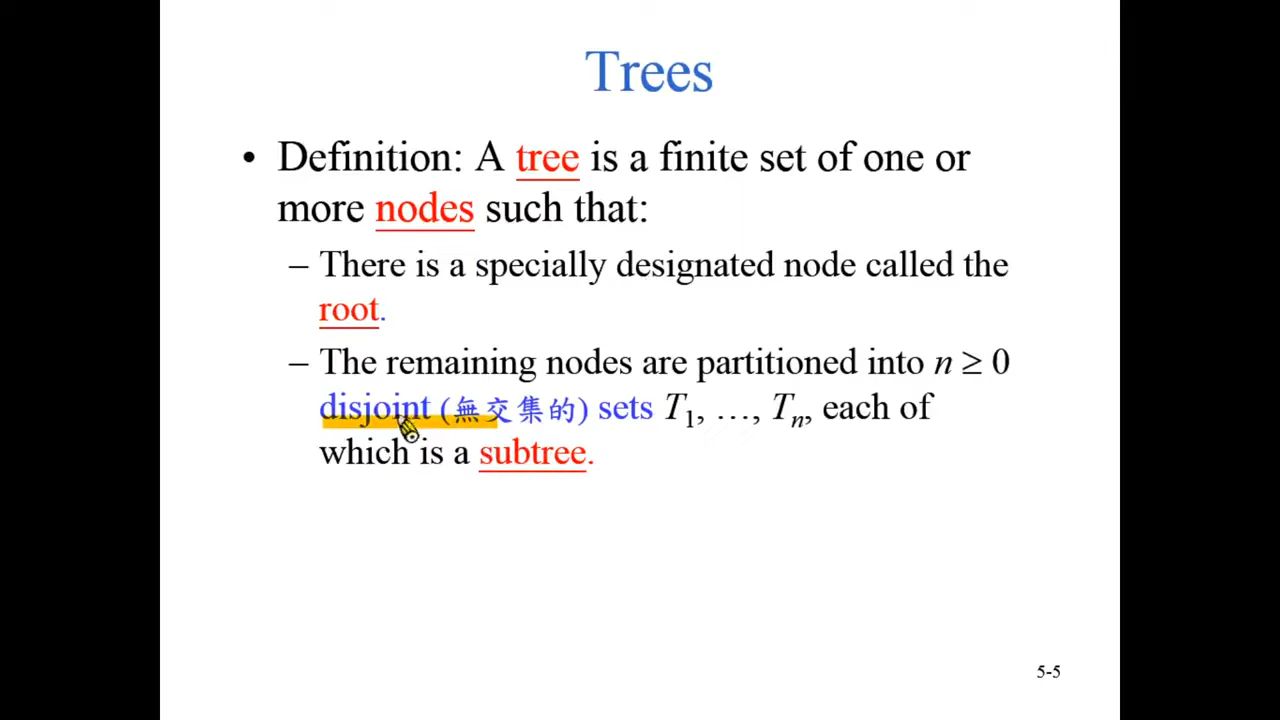 Trees
• Definition: A tree is a finite set of one or
more nodes such that:
– There is a specially designated node called the
root.
– The remaining nodes are partitioned into n ≥ 0
disjoint (無交集的) sets T1, …, Tn, each of
which is a subtree.
5-5